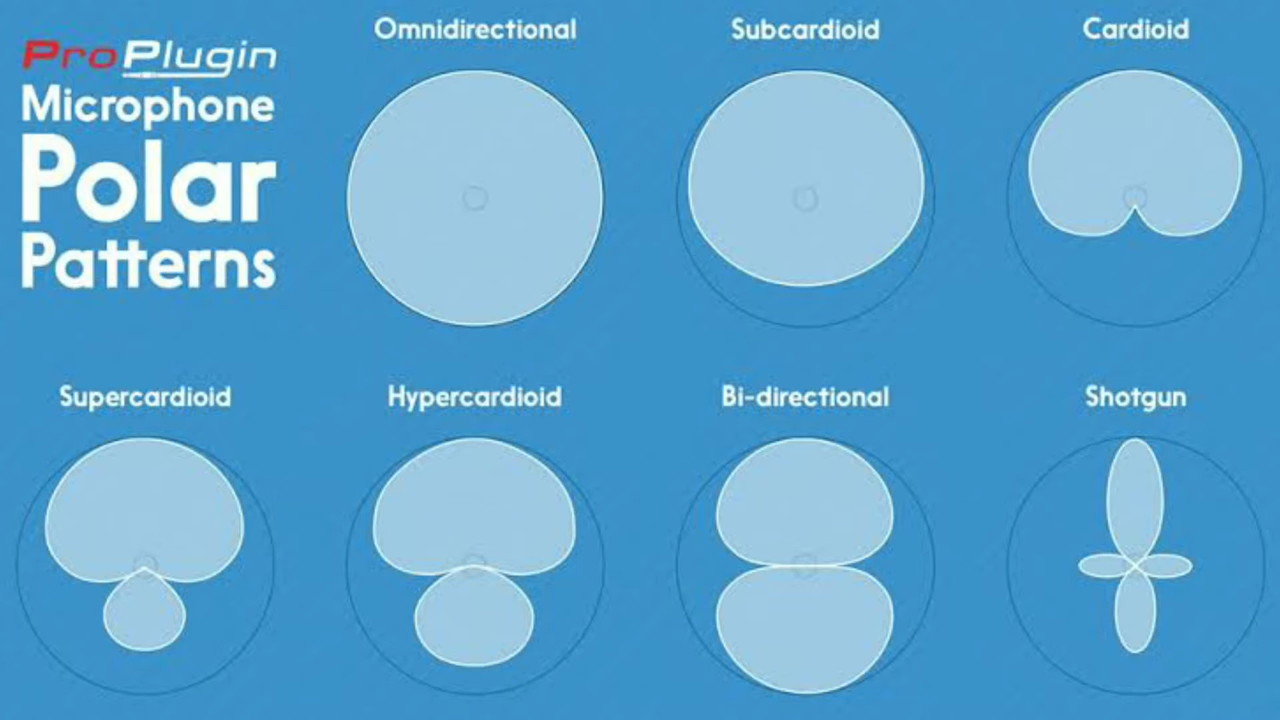 ProPlugin
Microphone
Polar
Patterns
Omnidirectional
Subcardioid
Cardioid
Supercardioid
Hypercardioid
Bi-directional
Shotgun